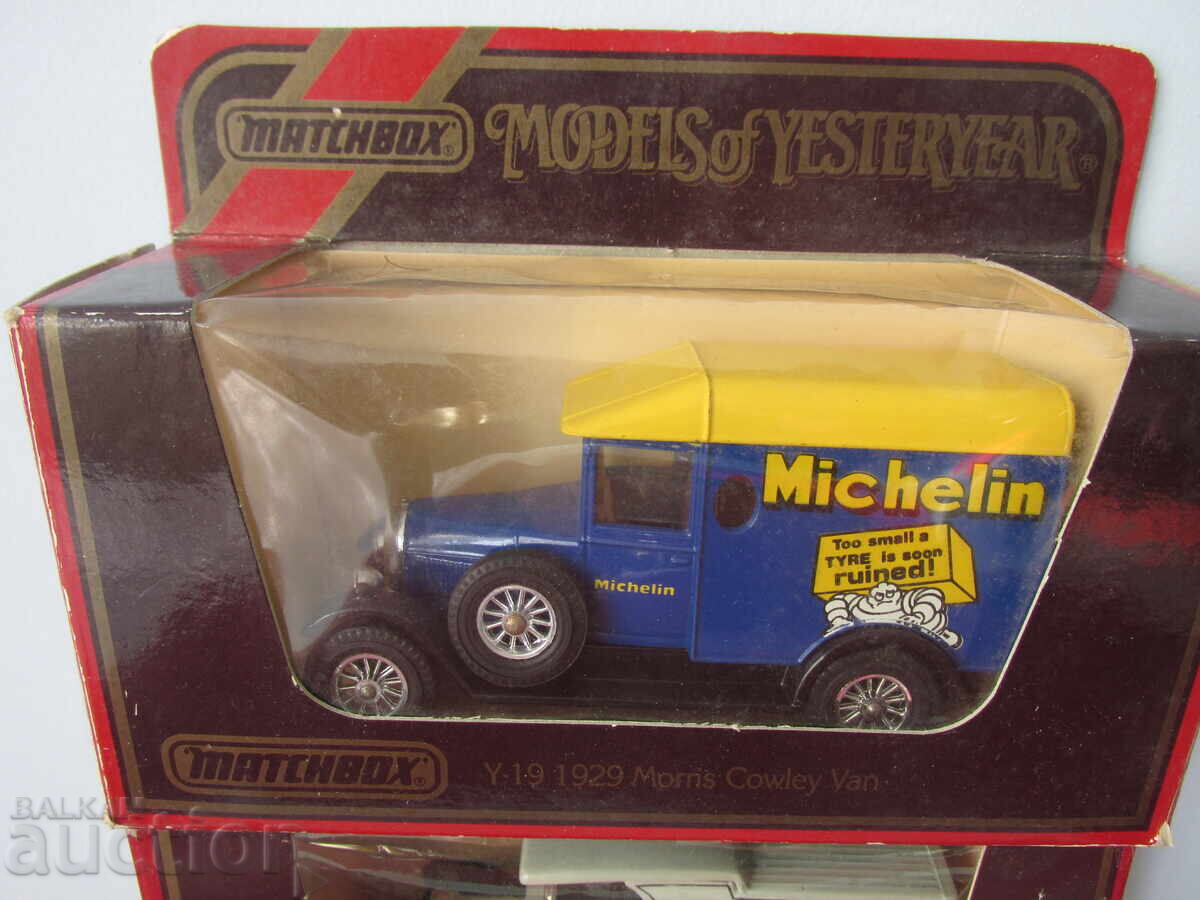 MATCHBOX®
MODELS of YESTERYEAR®
Michelin
Too small a
TYRE is soon
ruined!
Michelin
MATCHBOX®
Y-19 1929 Morris Cowley Van
BALKAN
auction